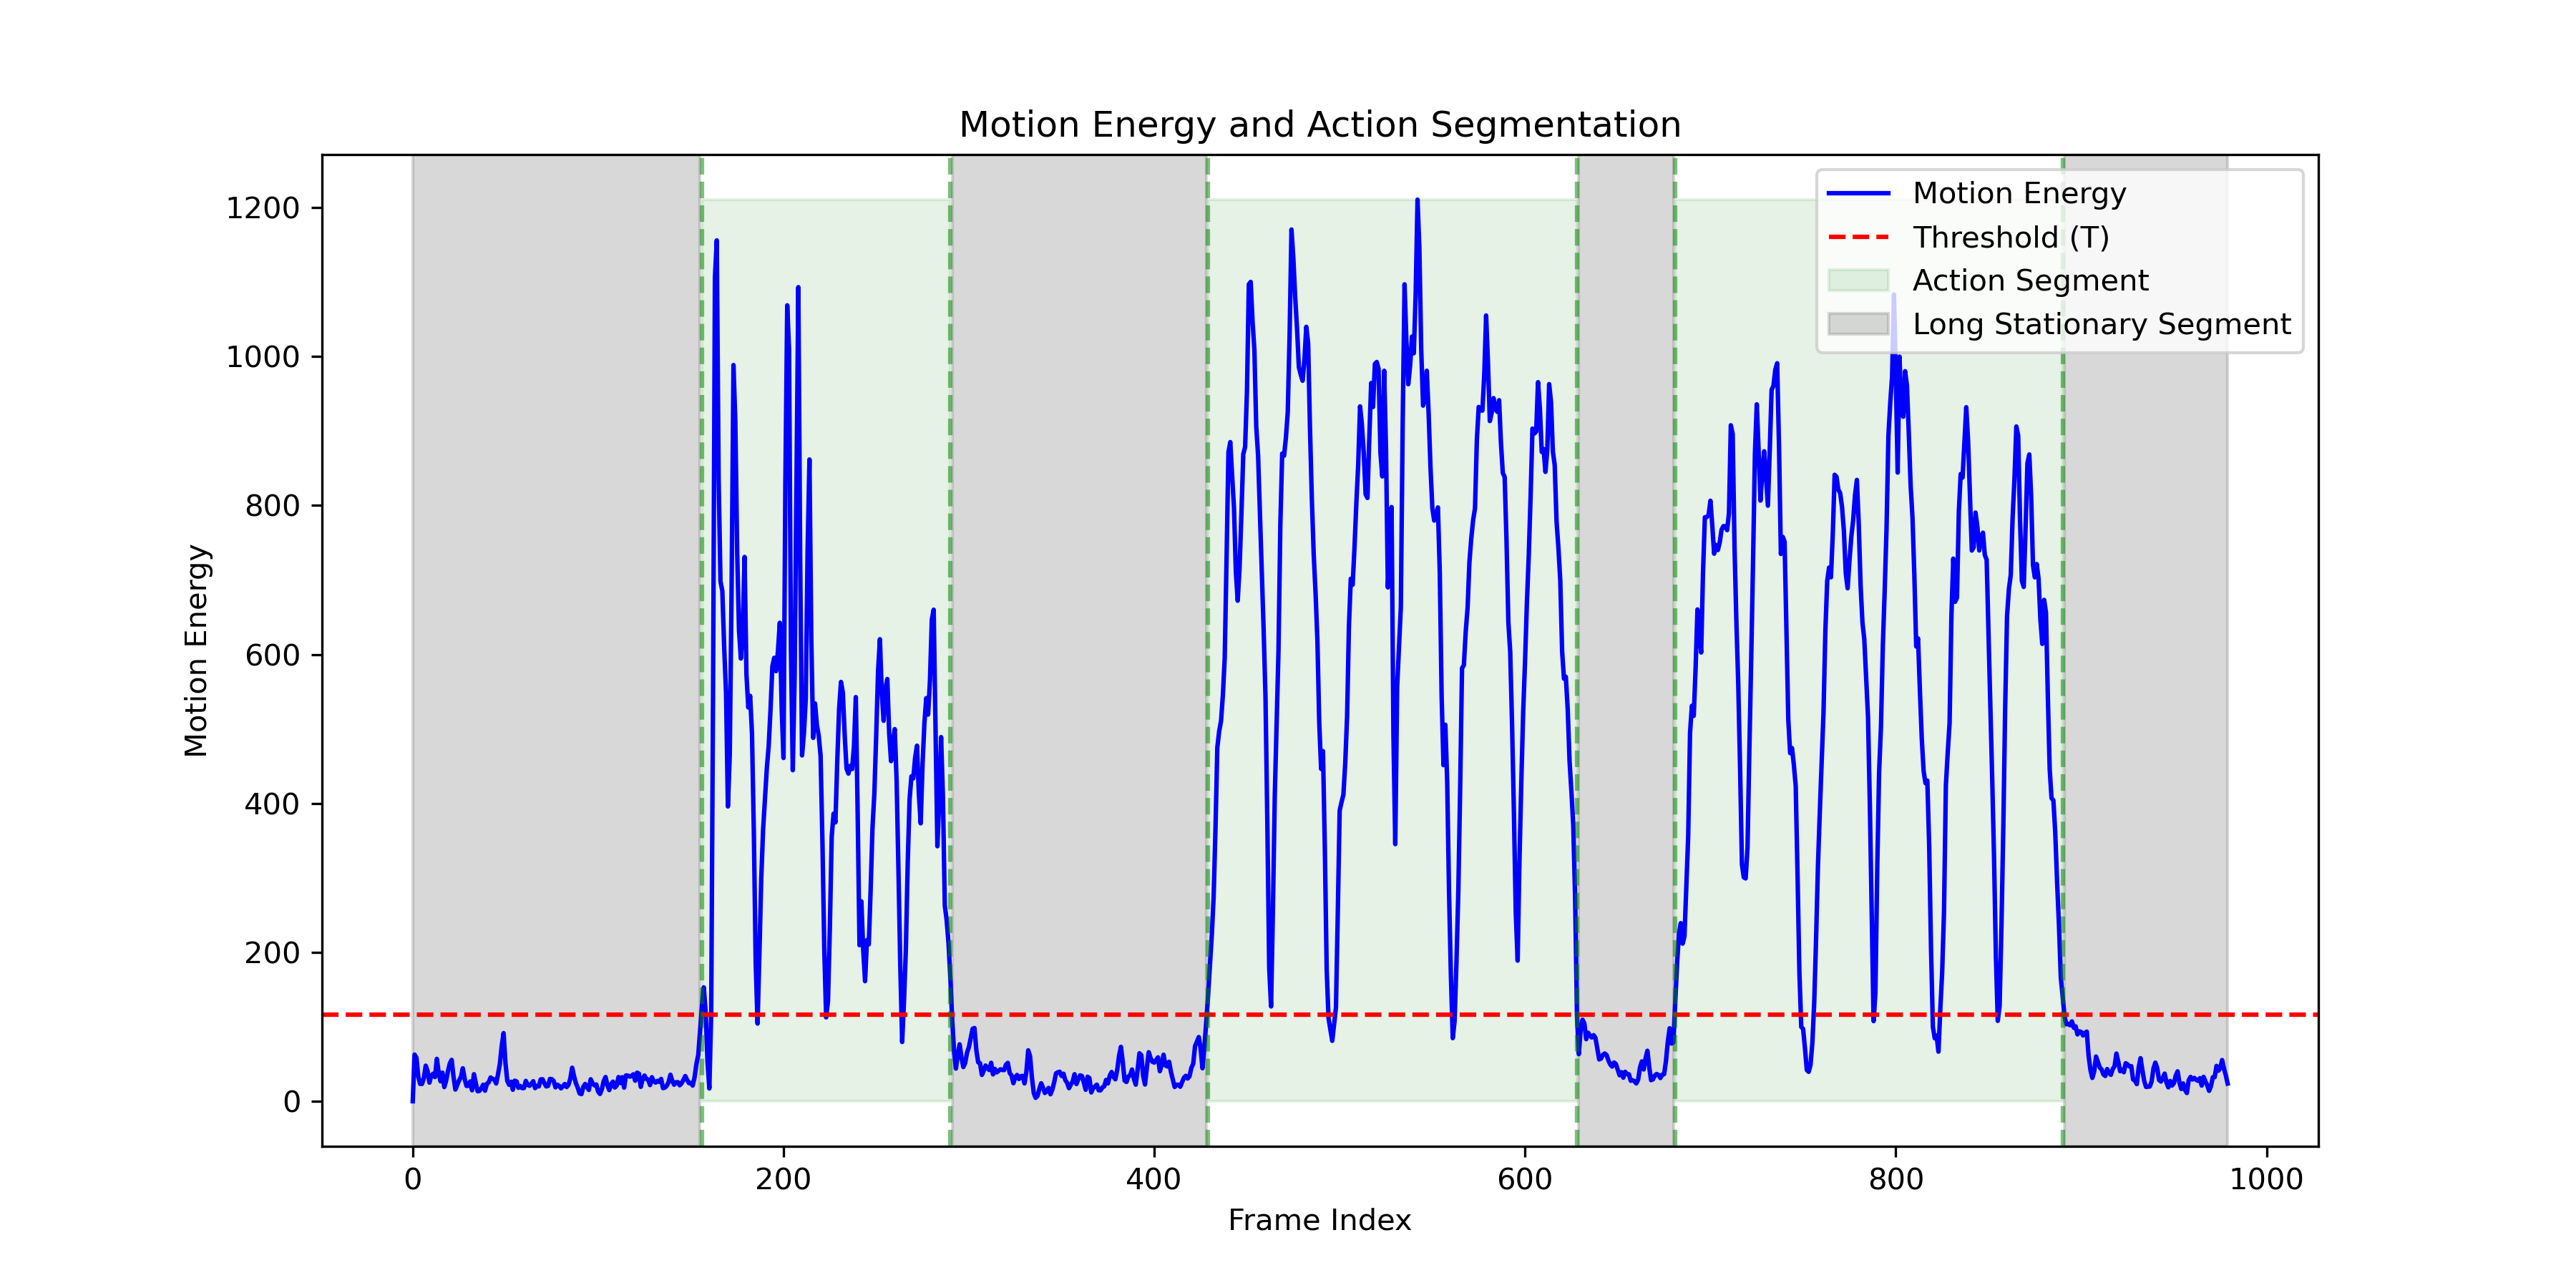 Motion Energy and Action Segmentation
Motion Energy
Threshold (T)
Action Segment
Long Stationary Segment
1200
1000
800
600
400
200
0
Motion Energy
0 200 400 600 800 1000
Frame Index